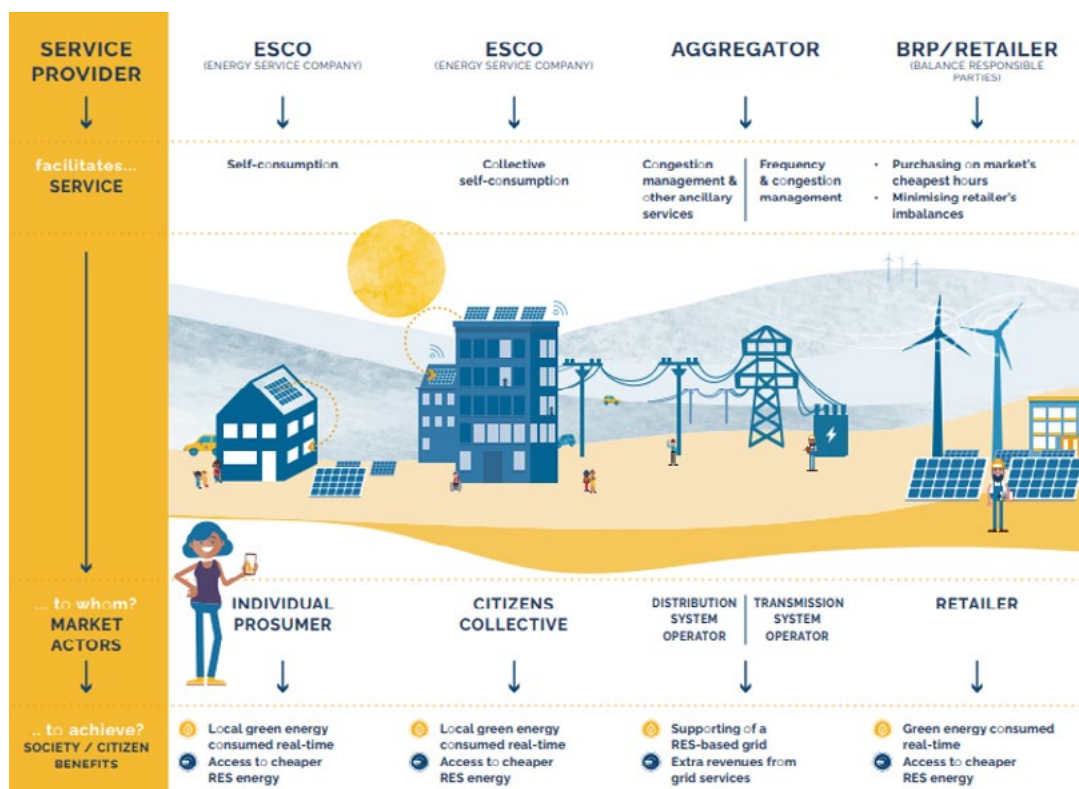 SERVICE
PROVIDER
ESCO
(ENERGY SERVICE COMPANY)
ESCO
(ENERGY SERVICE COMPANY)
AGGREGATOR
BRP/RETAILER
(BALANCE RESPONSIBLE
PARTIES)
facilitates...
SERVICE
Self-consumption
Collective
self-consumption
Congestion
management &
other ancillary
services
Frequency
& congestion
management
• Purchasing on market's
cheapest hours
• Minimising retailer's
imbalances
... to whom?
MARKET
ACTORS
INDIVIDUAL
PROSUMER
CITIZENS
COLLECTIVE
DISTRIBUTION
SYSTEM
OPERATOR
TRANSMISSION
SYSTEM
OPERATOR
RETAILER
.. to achieve?
SOCIETY / CITIZEN
BENEFITS
Local green energy
consumed real-time
Access to cheaper
RES energy
Local green energy
consumed real-time
Access to cheaper
RES energy
Supporting of a
RES-based grid
Extra revenues from
grid services
Green energy consumed
real-time
Access to cheaper
RES energy